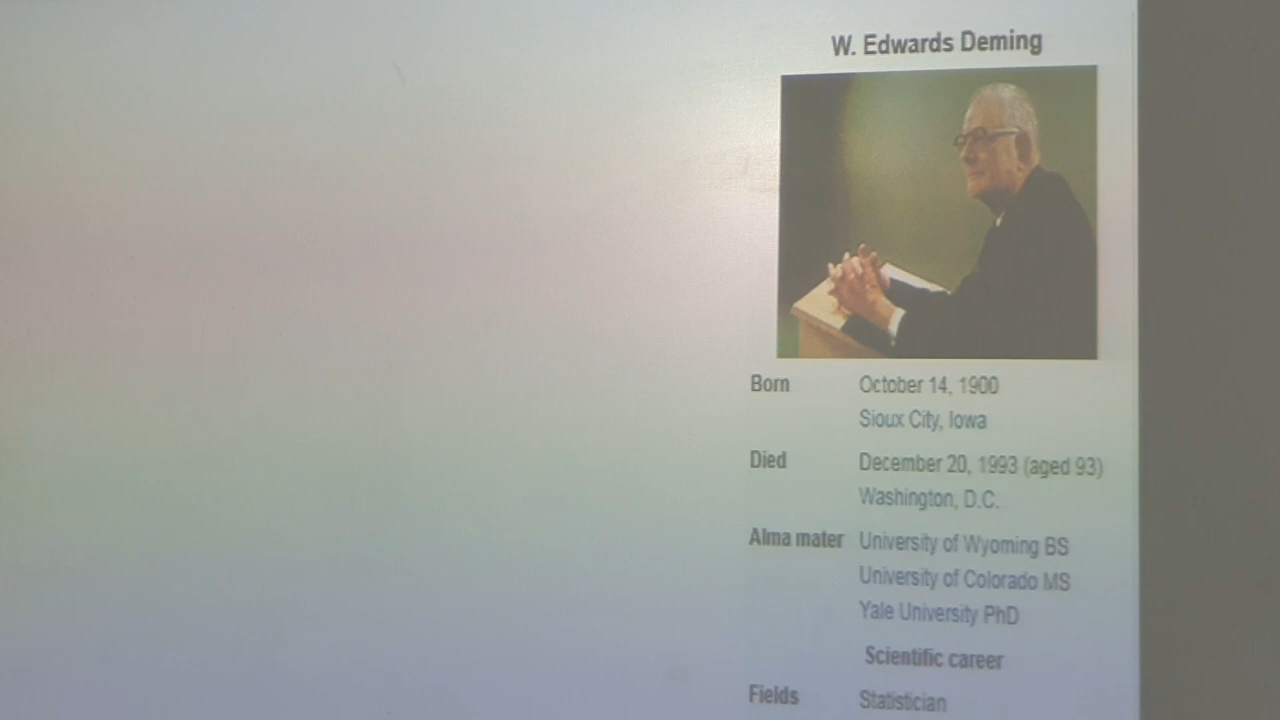 W. Edwards Deming
Born October 14, 1900
Sioux City, Iowa
Died December 20, 1993 (aged 93)
Washington, D.C.
Alma mater University of Wyoming BS
University of Colorado MS
Yale University PhD
Scientific career
Fields Statistician